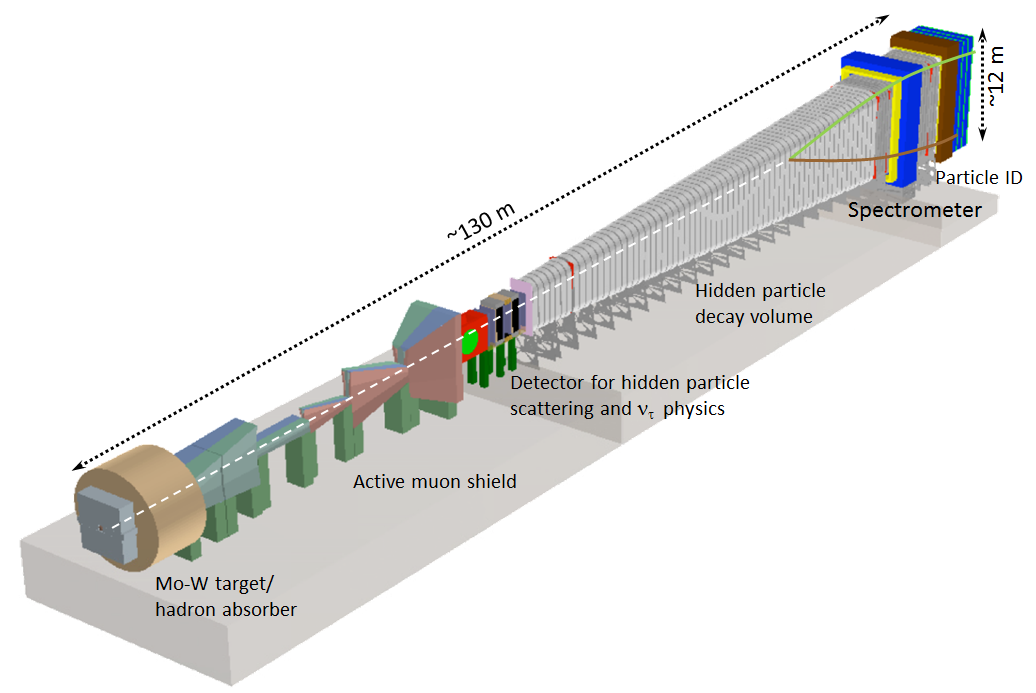 ~12 m
Particle ID
Spectrometer
~130 m
Hidden particle
decay volume
Detector for hidden particle
scattering and ντ physics
Active muon shield
Mo-W target/
hadron absorber